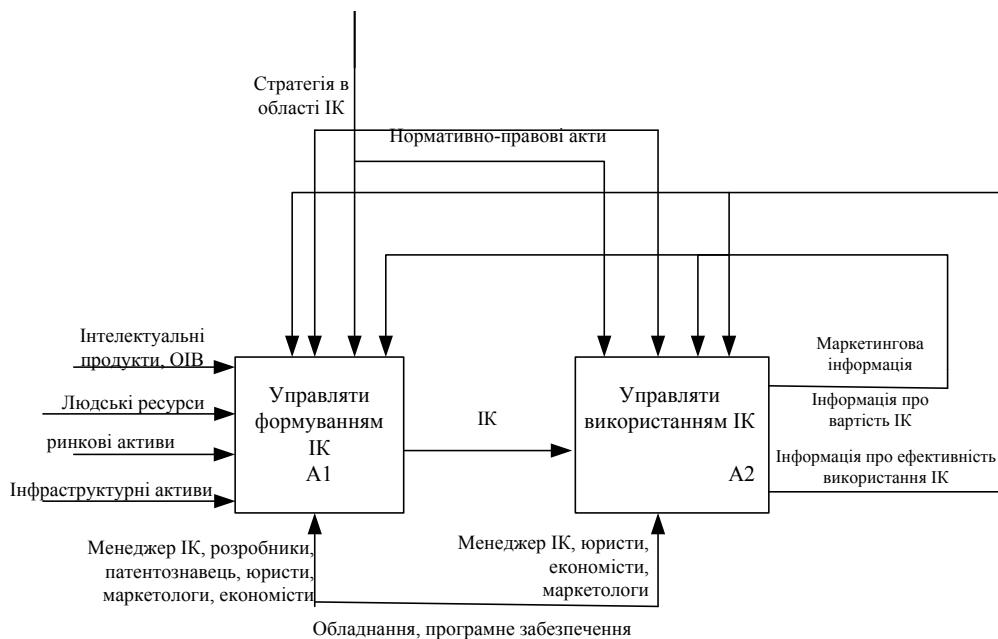 Стратегія в
області ІК
Нормативно-правові акти
Інтелектуальні
продукти, ОІВ
Людські ресурси
ринкові активи
Інфраструктурні активи
Управляти
формуванням
ІК
А1
ІК
Управляти
використанням ІК
А2
Маркетингова
інформація
Інформація про
вартість ІК
Інформація про ефективність
використання ІК
Менеджер ІК, розробники,
патентознавець, юристи,
маркетологи, економісти
Менеджер ІК, юристи,
економісти,
маркетологи
Обладнання, програмне забезпечення